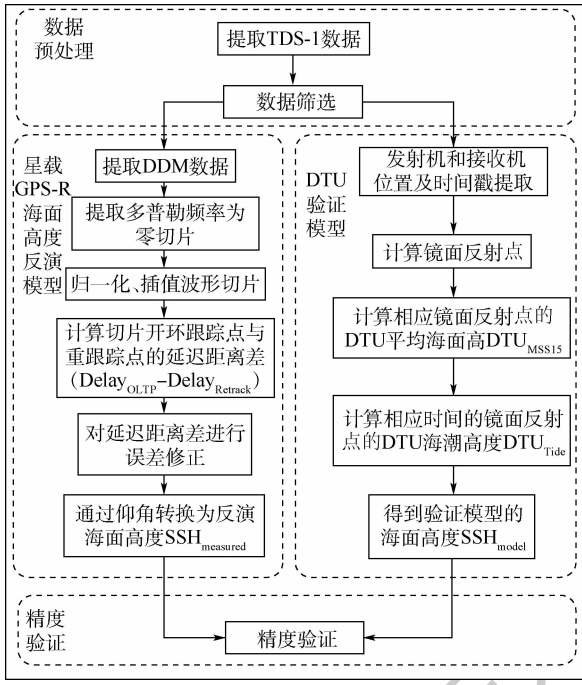 数据
预处理
提取TDS-1数据
数据筛选
星载
GPS-R
海面
高度
反演
模型
提取DDM数据
提取多普勒频率为
零切片
归一化、插值波形切片
计算切片开环跟踪点与
重跟踪点的延迟距离差
(Delay_OLTP-Delay_Retrack)
对延迟距离差进行
误差修正
通过仰角转换为反演
海面高度SSH_measured
DTU
验证
模型
发射机和接收机
位置及时间戳提取
计算镜面反射点
计算相应镜面反射点的
DTU平均海面高DTU_MSS15
计算相应时间的镜面反射
点的DTU海潮高度DTU_Tide
得到验证模型的
海面高度SSH_model
精度
验证
精度验证